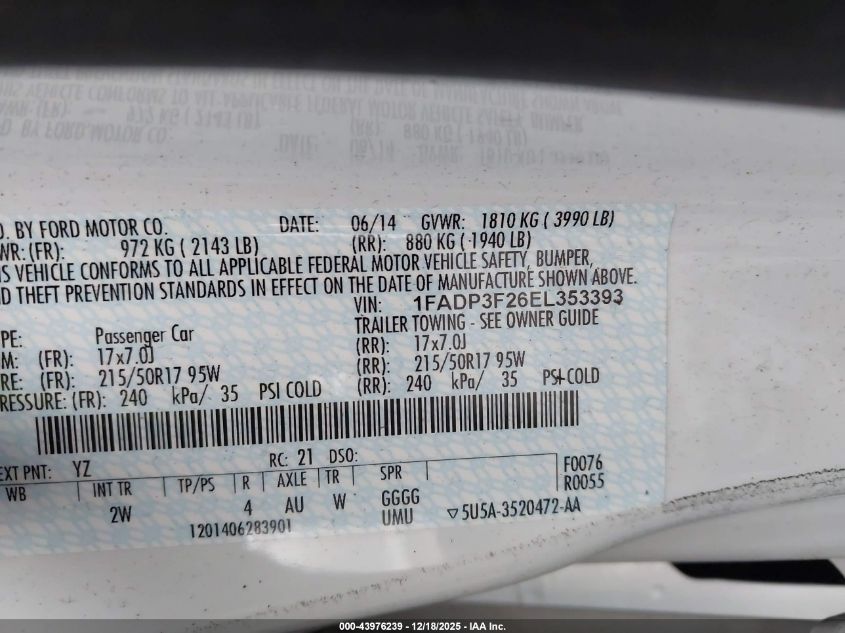 BY FORD MOTOR CO. DATE: 06/14 GVWR: 1810 KG ( 3990 LB)
WR: (FR): 972 KG ( 2143 LB) (RR): 880 KG ( 1940 LB)
IS VEHICLE CONFORMS TO ALL APPLICABLE FEDERAL MOTOR VEHICLE SAFETY, BUMPER,
D THEFT PREVENTION STANDARDS IN EFFECT ON THE DATE OF MANUFACTURE SHOWN ABOVE.
VIN: 1FADP3F26EL353393
TRAILER TOWING - SEE OWNER GUIDE
PE: Passenger Car
M: (FR): 17x7.0J (RR): 17x7.0J
RE: (FR): 215/50R17 95W (RR): 215/50R17 95W
PRESSURE: (FR): 240 kPa/ 35 PSI COLD (RR): 240 kPa/ 35 PSI COLD
EXT PNT: YZ RC: 21 DSO: F0076
WB INT TR TP/PS R AXLE TR SPR R0055
2W 4 AU W GGGG
UMU ▽5U5A-3520472-AA
1201406283901
000-43976239 - 12/18/2025 - IAA Inc.